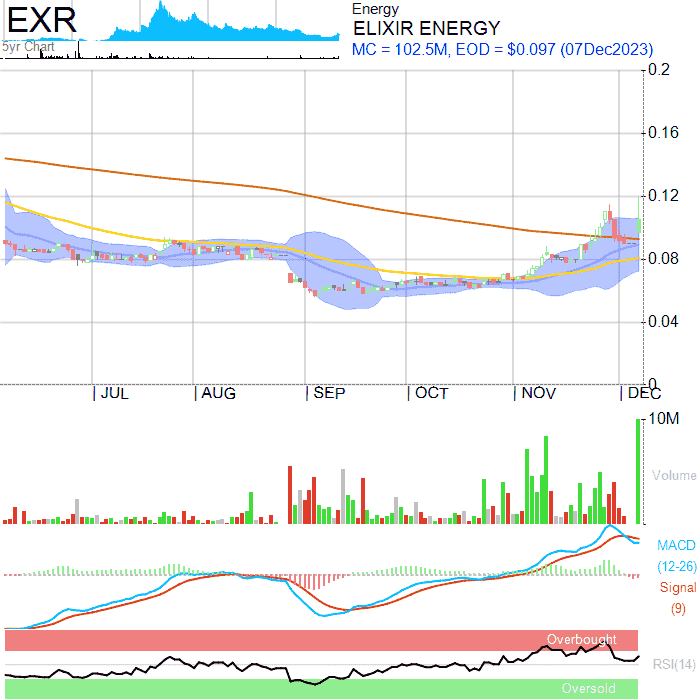 EXR
5yr Chart
Energy
ELIXIR ENERGY
MC = 102.5M, EOD = $0.097 (07Dec2023)
0.2
0.16
0.12
0.08
0.04
0
JUL AUG SEP OCT NOV DEC
10M
Volume
MACD
(12-26)
Signal
(9)
Overbought
RSI(14)
Oversold